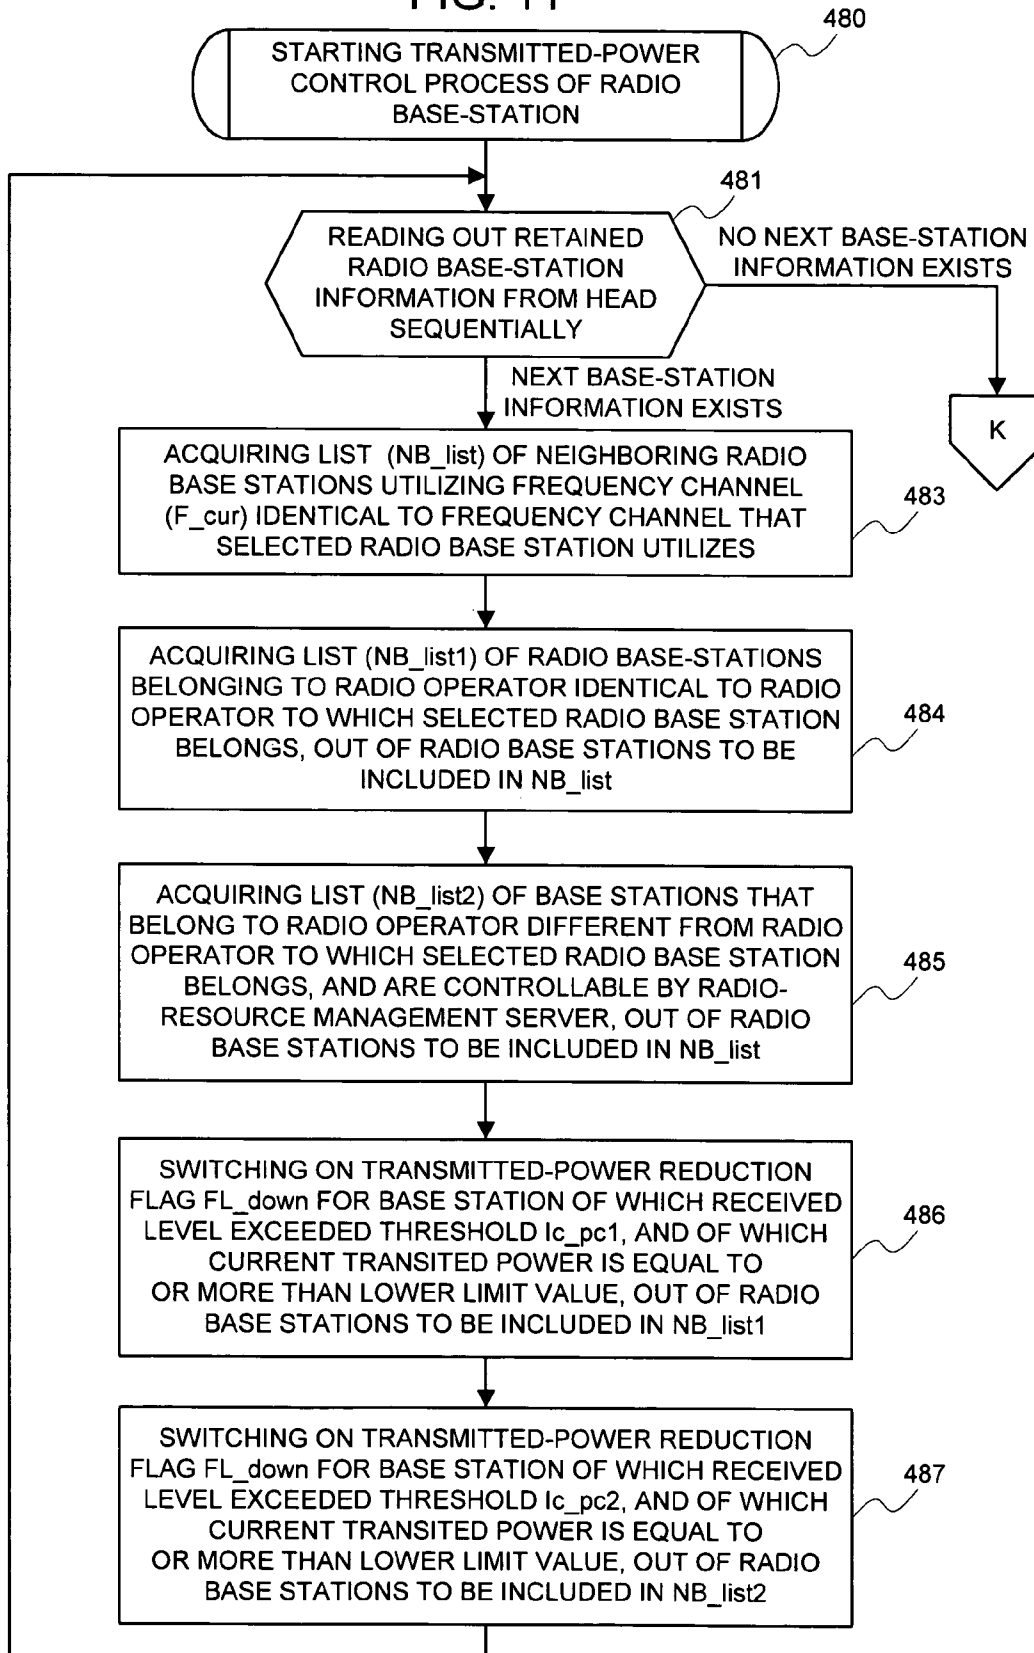 480
STARTING TRANSMITTED-POWER
CONTROL PROCESS OF RADIO
BASE-STATION
481
READING OUT RETAINED
RADIO BASE-STATION
INFORMATION FROM HEAD
SEQUENTIALLY
NO NEXT BASE-STATION
INFORMATION EXISTS
NEXT BASE-STATION
INFORMATION EXISTS
K
ACQUIRING LIST (NB_list) OF NEIGHBORING RADIO
BASE STATIONS UTILIZING FREQUENCY CHANNEL
(F_cur) IDENTICAL TO FREQUENCY CHANNEL THAT
SELECTED RADIO BASE STATION UTILIZES
483
ACQUIRING LIST (NB_list1) OF RADIO BASE-STATIONS
BELONGING TO RADIO OPERATOR IDENTICAL TO RADIO
OPERATOR TO WHICH SELECTED RADIO BASE STATION
BELONGS, OUT OF RADIO BASE STATIONS TO BE
INCLUDED IN NB_list
484
ACQUIRING LIST (NB_list2) OF BASE STATIONS THAT
BELONG TO RADIO OPERATOR DIFFERENT FROM RADIO
OPERATOR TO WHICH SELECTED RADIO BASE STATION
BELONGS, AND ARE CONTROLLABLE BY RADIO-
RESOURCE MANAGEMENT SERVER, OUT OF RADIO
BASE STATIONS TO BE INCLUDED IN NB_list
485
SWITCHING ON TRANSMITTED-POWER REDUCTION
FLAG FL_down FOR BASE STATION OF WHICH RECEIVED
LEVEL EXCEEDED THRESHOLD Ic_pc1, AND OF WHICH
CURRENT TRANSITED POWER IS EQUAL TO
OR MORE THAN LOWER LIMIT VALUE, OUT OF RADIO
BASE STATIONS TO BE INCLUDED IN NB_list1
486
SWITCHING ON TRANSMITTED-POWER REDUCTION
FLAG FL_down FOR BASE STATION OF WHICH RECEIVED
LEVEL EXCEEDED THRESHOLD Ic_pc2, AND OF WHICH
CURRENT TRANSITED POWER IS EQUAL TO
OR MORE THAN LOWER LIMIT VALUE, OUT OF RADIO
BASE STATIONS TO BE INCLUDED IN NB_list2
487